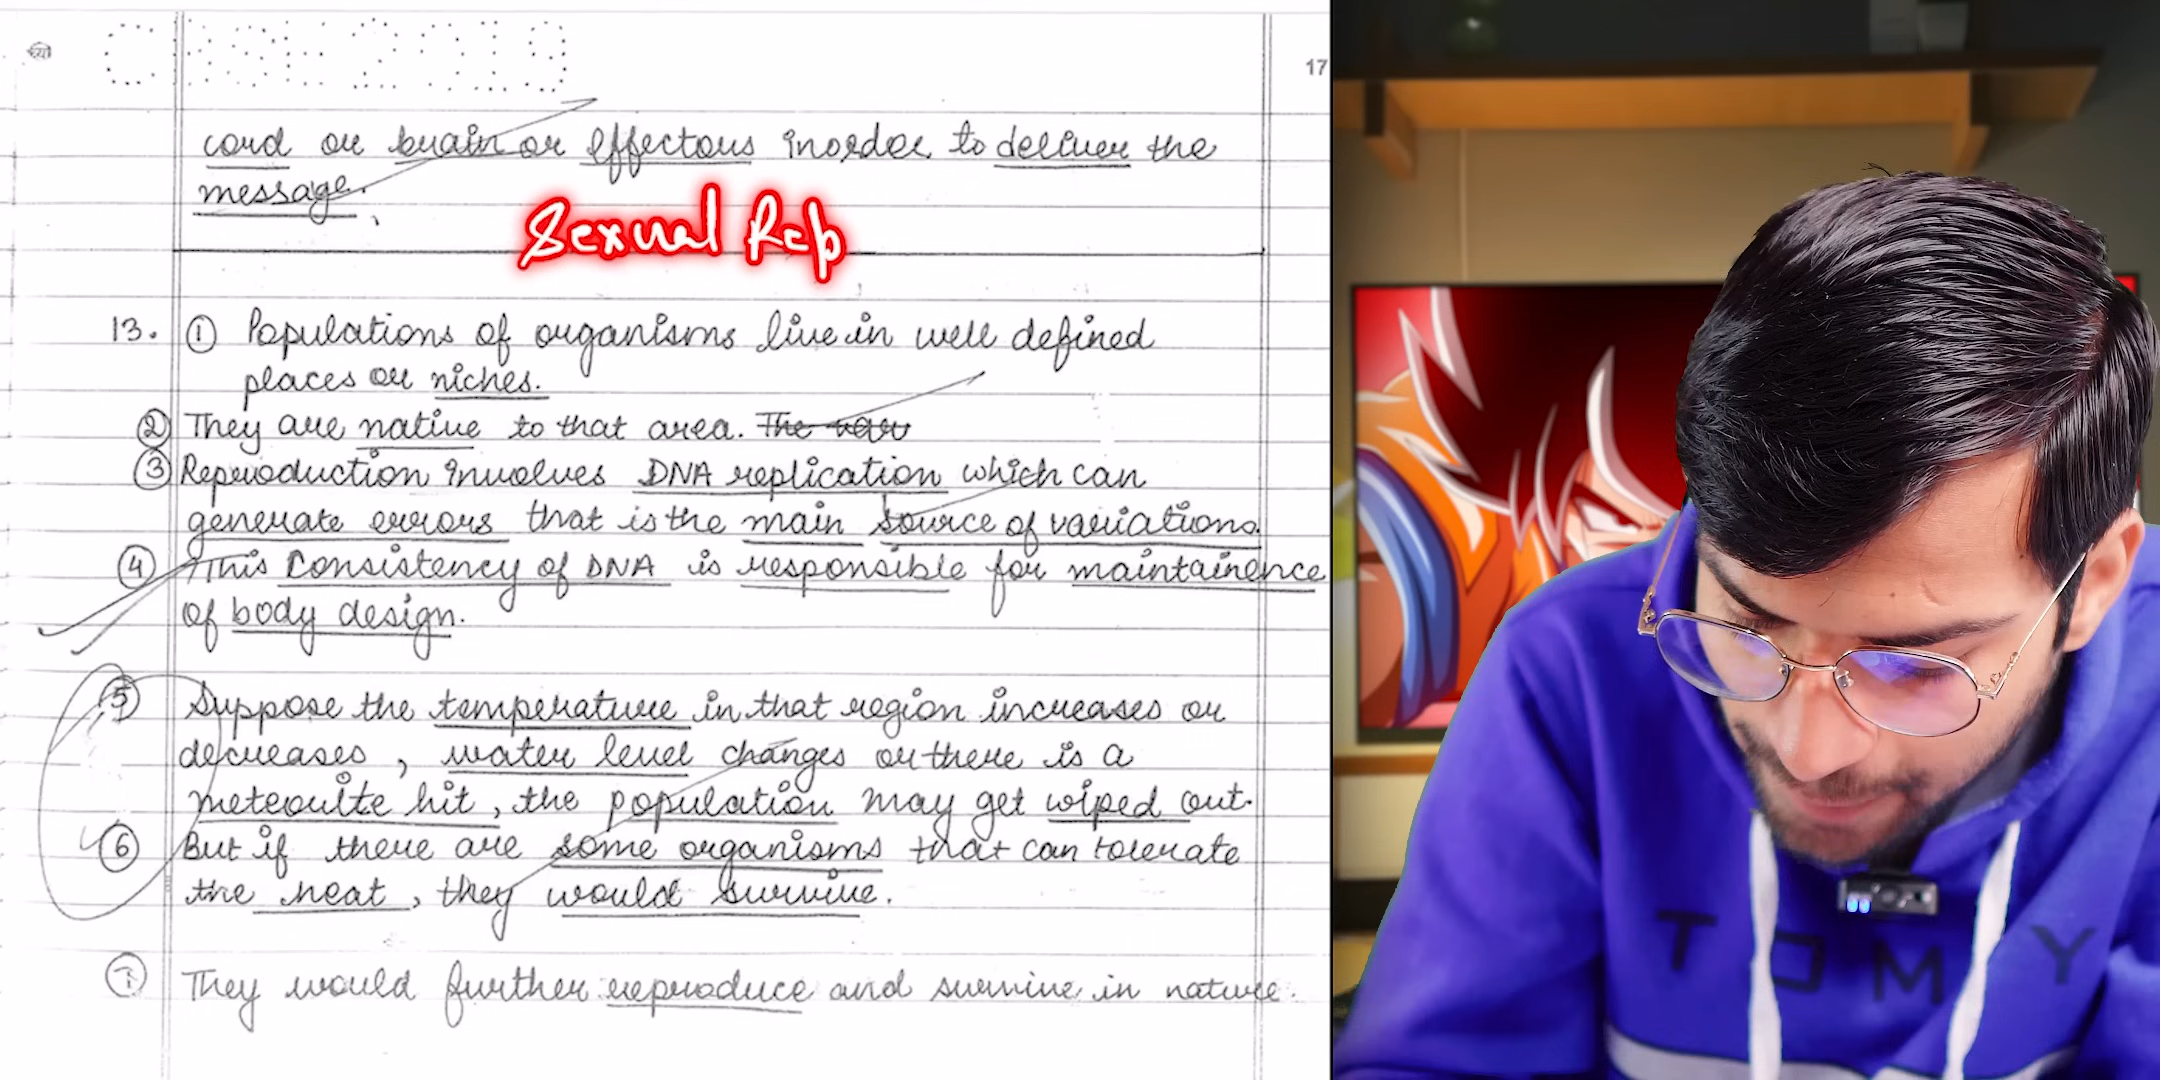 CBSE 2019
17
cord or brain or effectors inorder to deliver the
message.
Sexual Rep
13. ① Populations of organisms live in well defined
places or niches.
② They are native to that area. The var
③ Reproduction involves DNA replication which can
generate errors that is the main source of variations.
④ This consistency of DNA is responsible for maintainence
of body design.
⑤ Suppose the temperature in that region increases or
decreases, water level changes or there is a
meteorite hit, the population may get wiped out.
⑥ But if there are some organisms that can tolerate
the heat, they would survive.
⑦ They would further reproduce and survive in nature.
TOMY